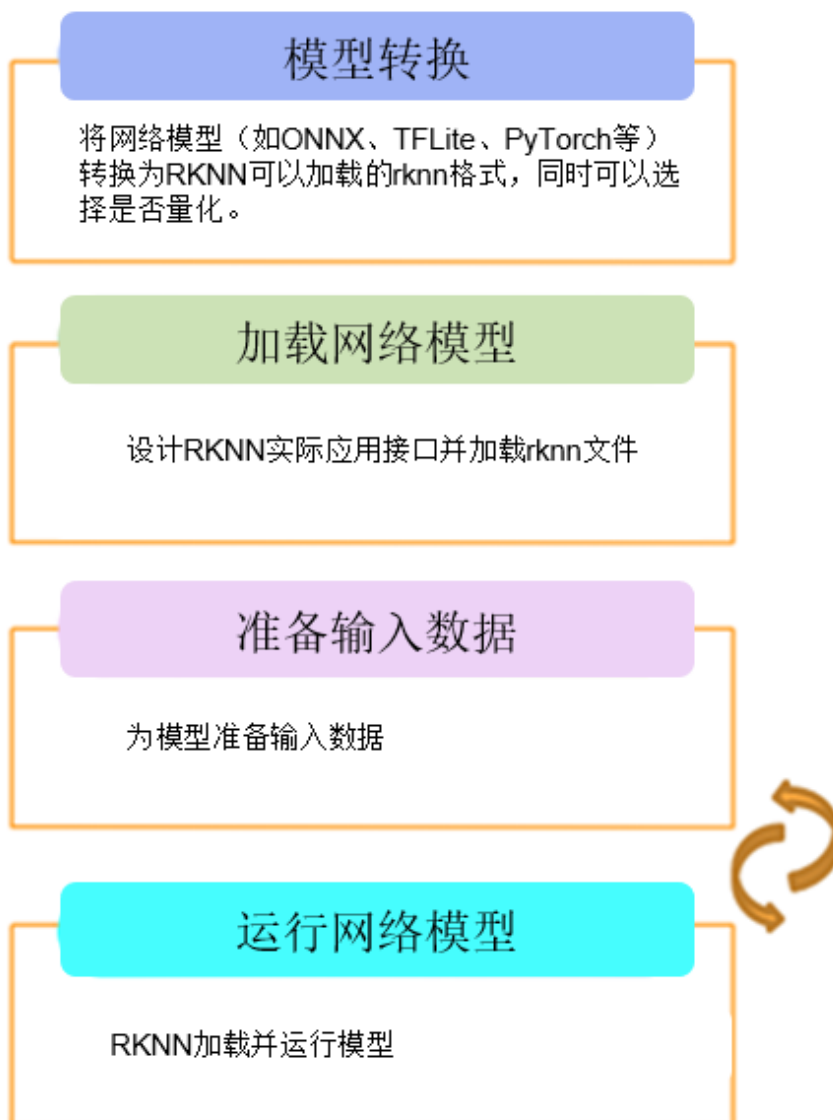 模型转换
将网络模型（如ONNX、TFLite、PyTorch等）
转换为RKNN可以加载的rknn格式，同时可以选
择是否量化。
加载网络模型
设计RKNN实际应用接口并加载rknn文件
准备输入数据
为模型准备输入数据
运行网络模型
RKNN加载并运行模型